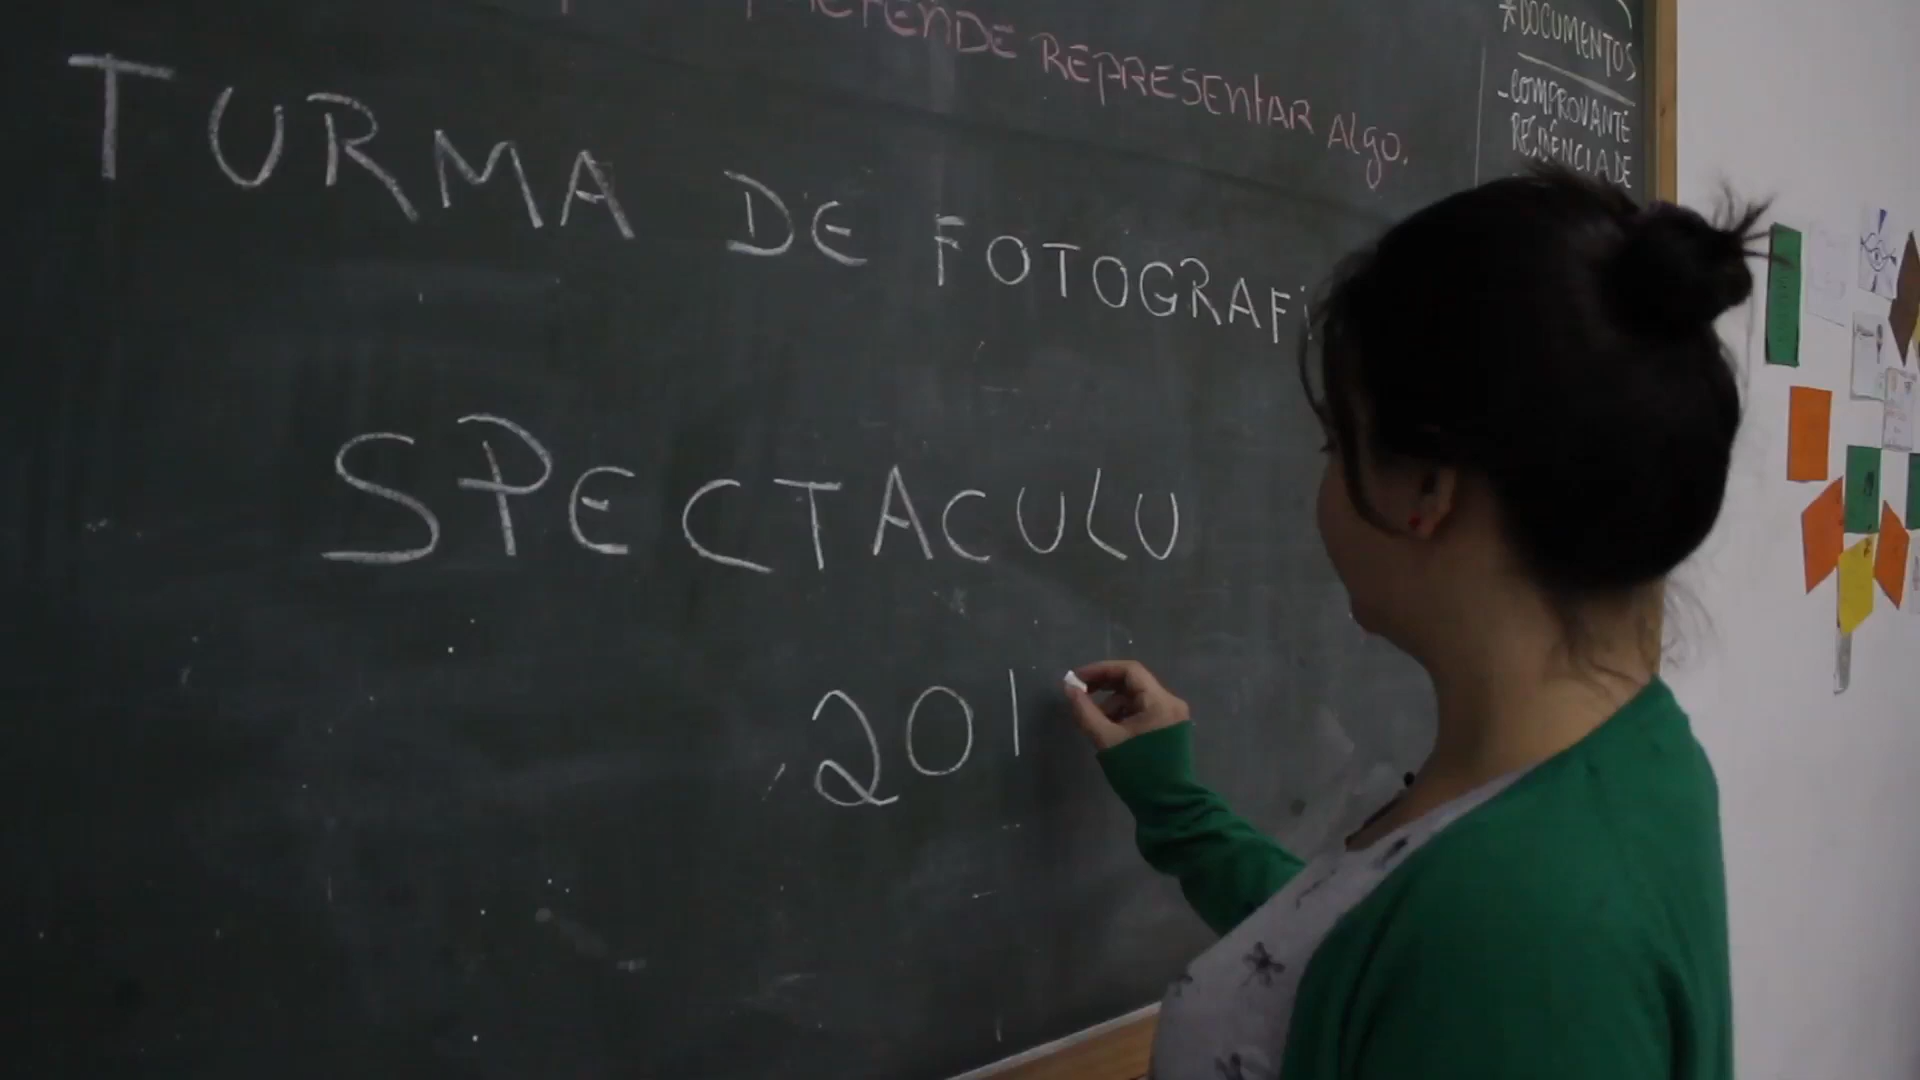 REPRESENTAR Algo.
TURMA DE FOTOGRAFI
SPECTACULU
201
*DOCUMENTOS
-COMPROVANTE
RESIDÊNCIA DE